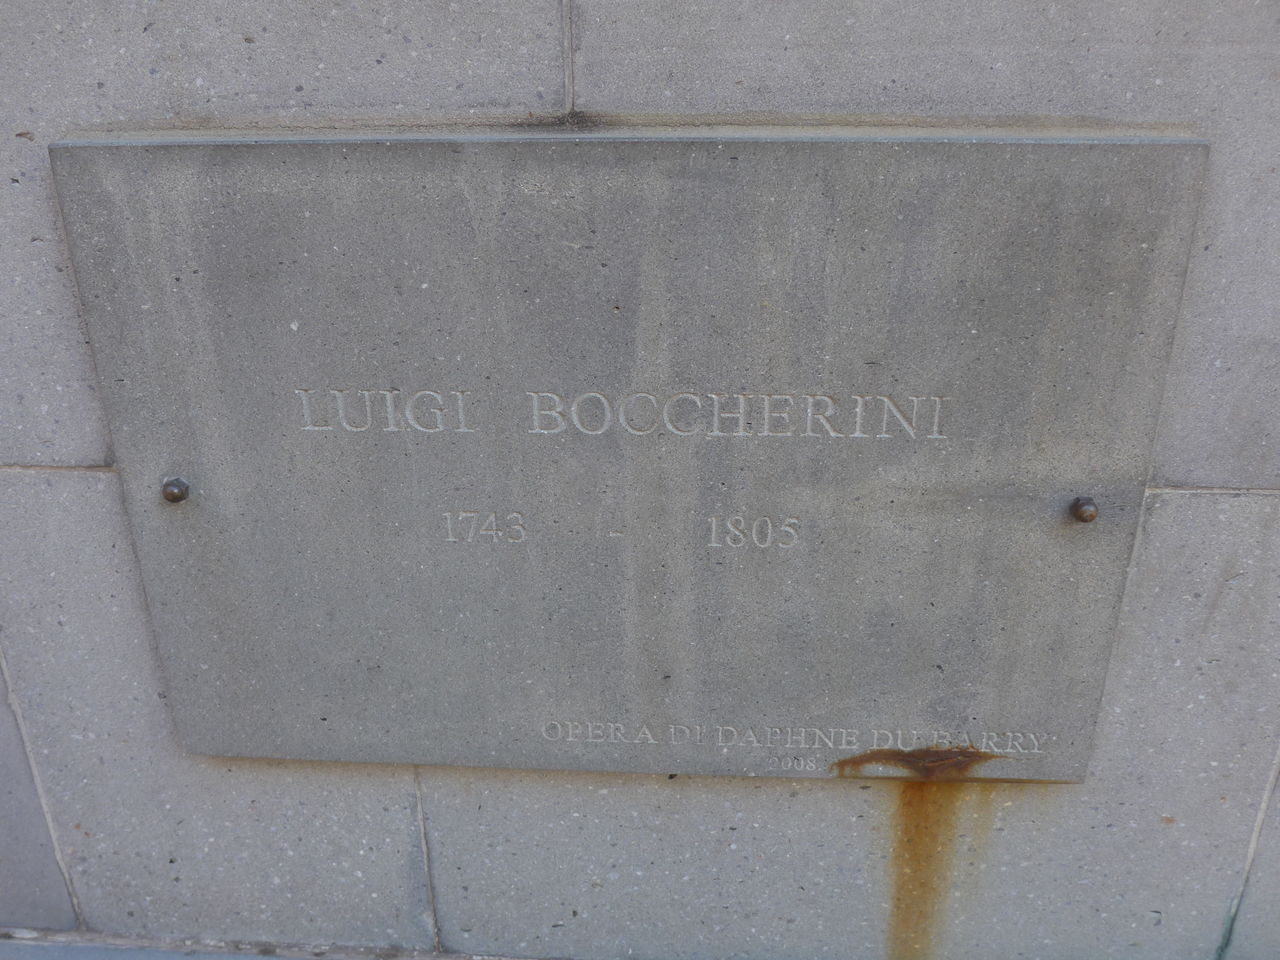 LUIGI BOCCHERINI
1743 - 1805
OPERA DI DAPHNE DU BARRY
2008